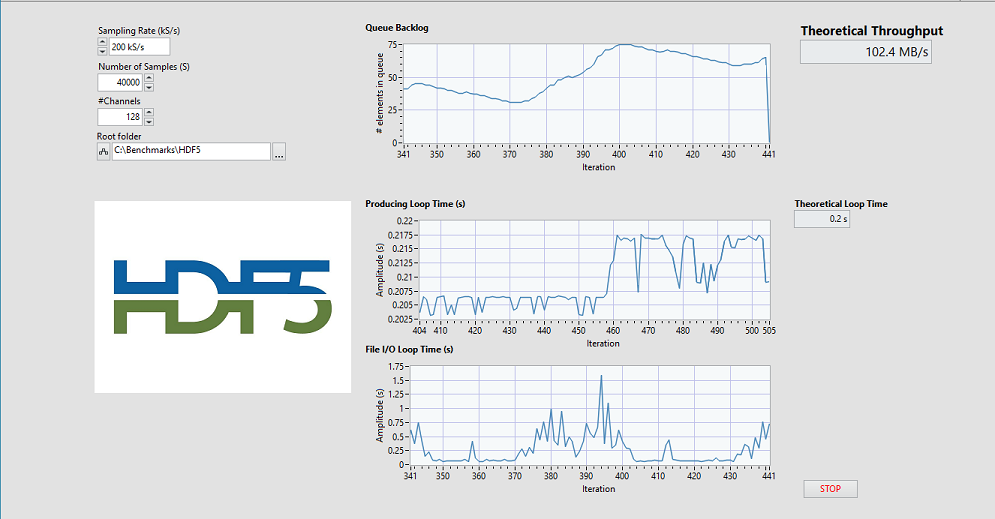 Sampling Rate (kS/s)
200 kS/s
Number of Samples (S)
40000
#Channels
128
Root folder
C:\Benchmarks\HDF5
...
HDF5
Queue Backlog
# elements in queue
75
50
25
0
341 350 360 370 380 390 400 410 420 430 441
Iteration
Theoretical Throughput
102.4 MB/s
Producing Loop Time (s)
Amplitude (s)
0.22
0.2175
0.215
0.2125
0.21
0.2075
0.205
0.2025
404 410 420 430 440 450 460 470 480 490 500 505
Iteration
Theoretical Loop Time
0.2 s
File I/O Loop Time (s)
Amplitude (s)
1.75
1.5
1.25
1
0.75
0.5
0.25
0
341 350 360 370 380 390 400 410 420 430 441
Iteration
STOP